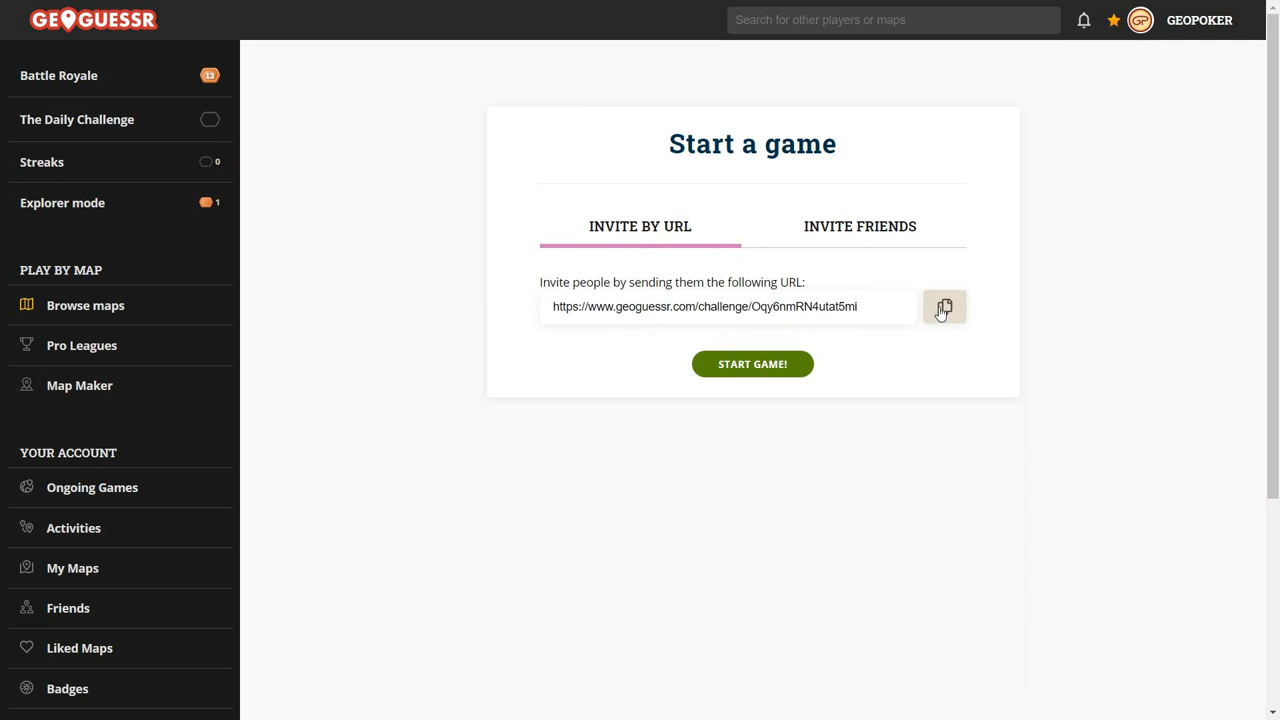 GEOGUESSR
Search for other players or maps
GP
GEOPOKER
Battle Royale
13
The Daily Challenge
Streaks
0
Explorer mode
1
PLAY BY MAP
Browse maps
Pro Leagues
Map Maker
YOUR ACCOUNT
Ongoing Games
Activities
My Maps
Friends
Liked Maps
Badges
Start a game
INVITE BY URL
INVITE FRIENDS
Invite people by sending them the following URL:
https://www.geoguessr.com/challenge/Oqy6nmRN4utat5mi
START GAME!